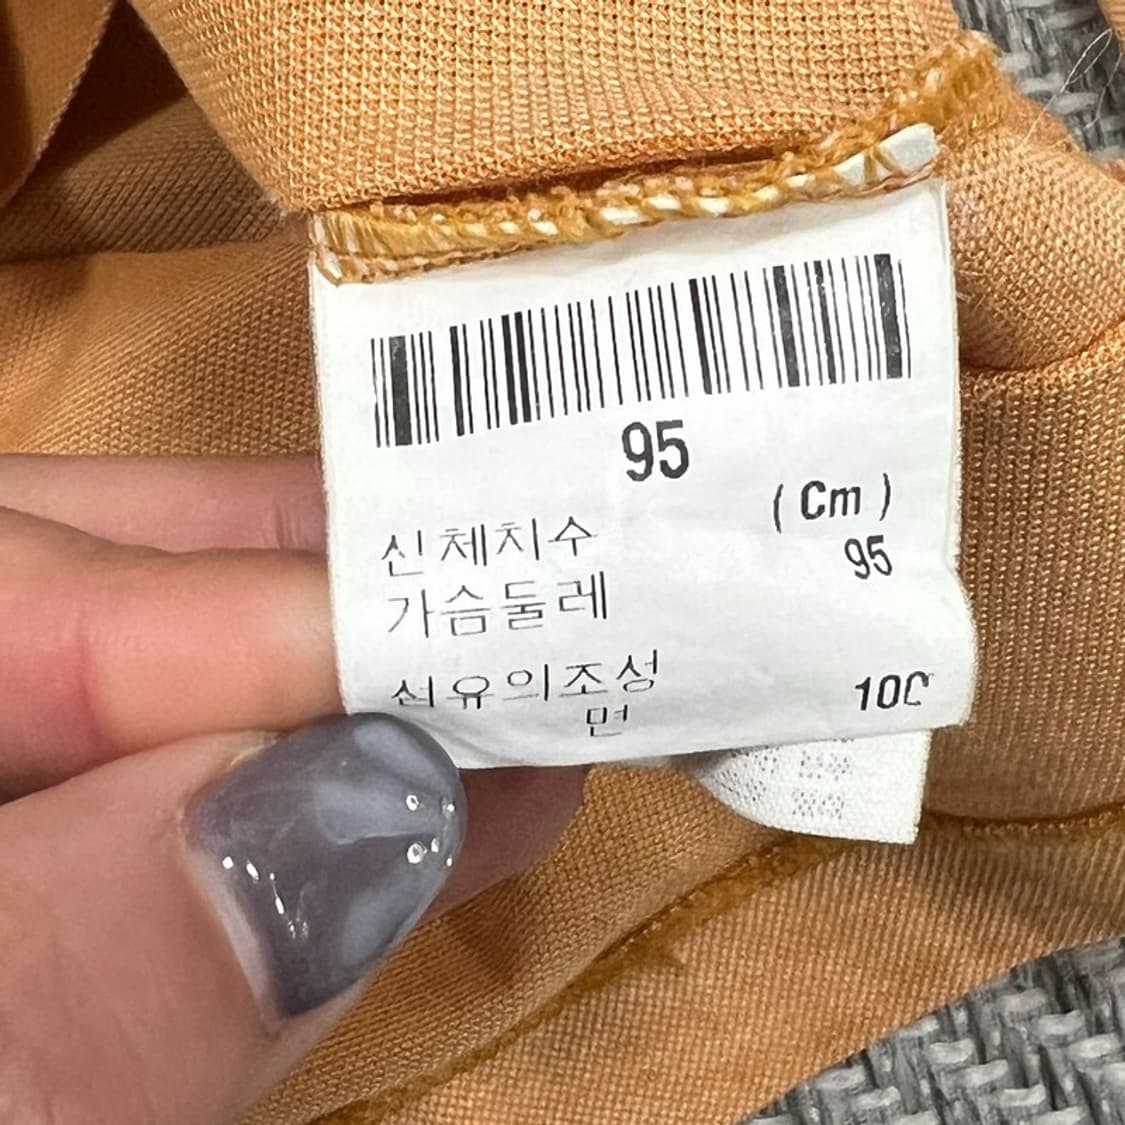 95
( Cm )
신체치수
가슴둘레 95
섬유의조성
면 100